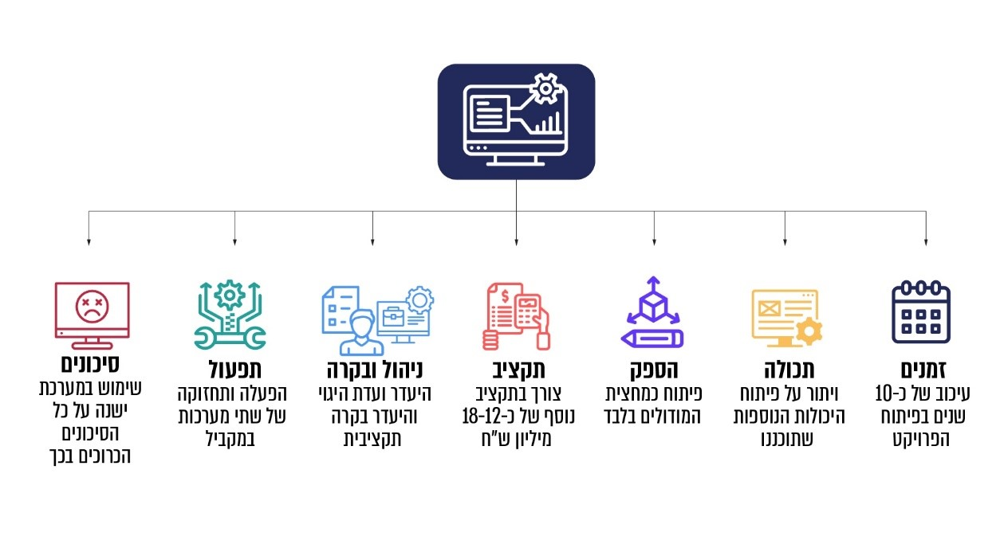 זמנים
עיכוב של כ-10
שנים בפיתוח
הפרויקט
תכולה
ויתור על פיתוח
היכולות הנוספות
שתוכננו
הספק
פיתוח כמחצית
המודולים בלבד
תקציב
צורך בתקציב
נוסף של כ-18-12
מיליון ש"ח
ניהול ובקרה
היעדר ועדת היגוי
והיעדר בקרה
תקציבית
תפעול
הפעלה ותחזוקה
של שתי מערכות
במקביל
סיכונים
שימוש במערכת
ישנה על כל
הסיכונים
הכרוכים בכך